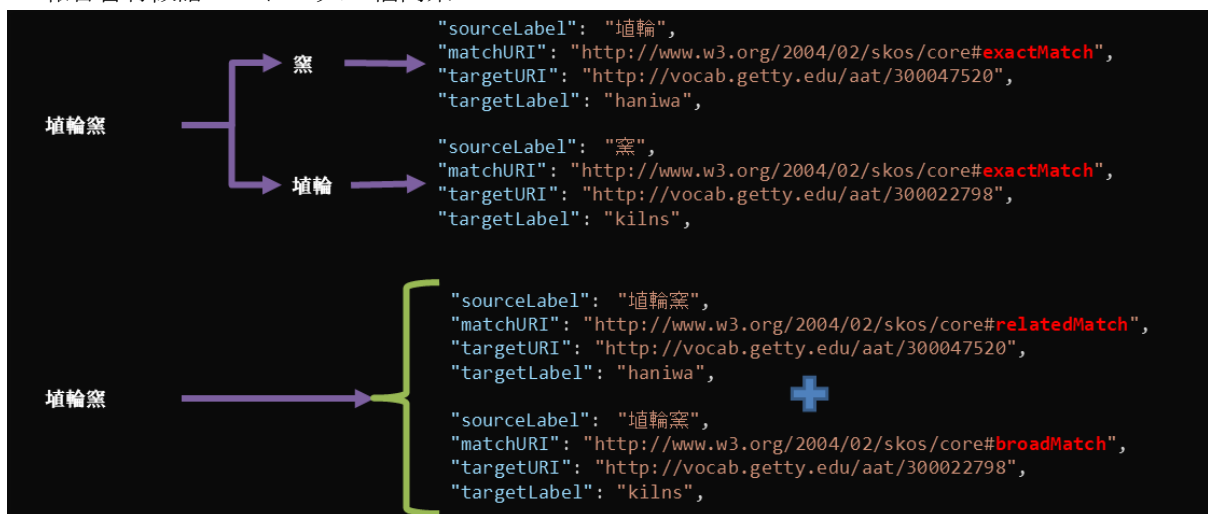 窯
埴輪窯
埴輪
"sourceLabel": "埴輪",
"matchURI": "http://www.w3.org/2004/02/skos/core#exactMatch",
"targetURI": "http://vocab.getty.edu/aat/300047520",
"targetLabel": "haniwa",
"sourceLabel": "窯",
"matchURI": "http://www.w3.org/2004/02/skos/core#exactMatch",
"targetURI": "http://vocab.getty.edu/aat/300022798",
"targetLabel": "kilns",
埴輪窯
"sourceLabel": "埴輪窯",
"matchURI": "http://www.w3.org/2004/02/skos/core#relatedMatch",
"targetURI": "http://vocab.getty.edu/aat/300047520",
"targetLabel": "haniwa",
"sourceLabel": "埴輪窯",
"matchURI": "http://www.w3.org/2004/02/skos/core#broadMatch",
"targetURI": "http://vocab.getty.edu/aat/300022798",
"targetLabel": "kilns",